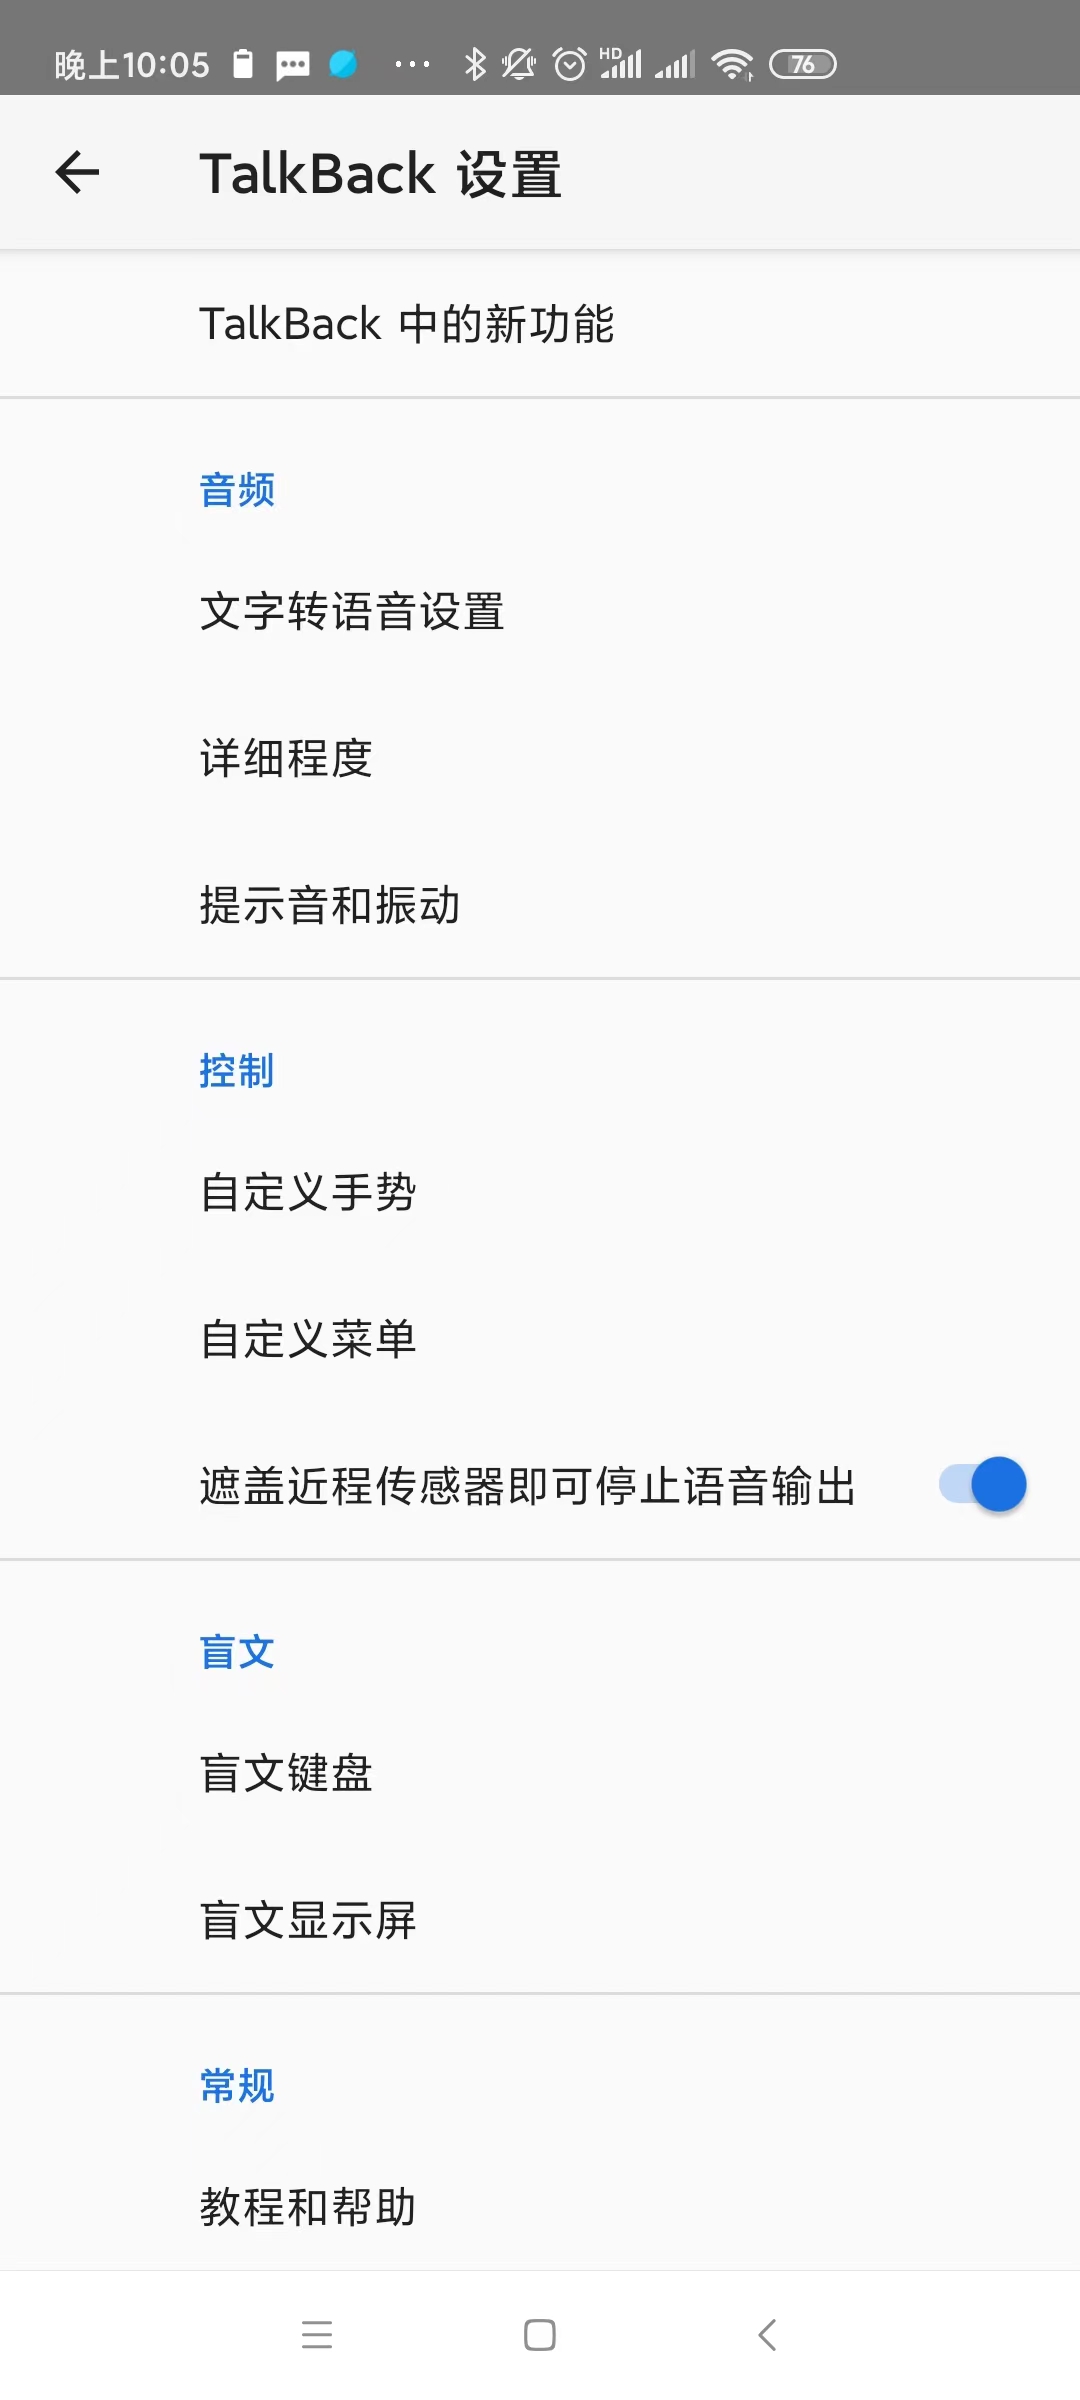 晚上10:05 HD 76
TalkBack 设置
TalkBack 中的新功能
音频
文字转语音设置
详细程度
提示音和振动
控制
自定义手势
自定义菜单
遮盖近程传感器即可停止语音输出
盲文
盲文键盘
盲文显示屏
常规
教程和帮助